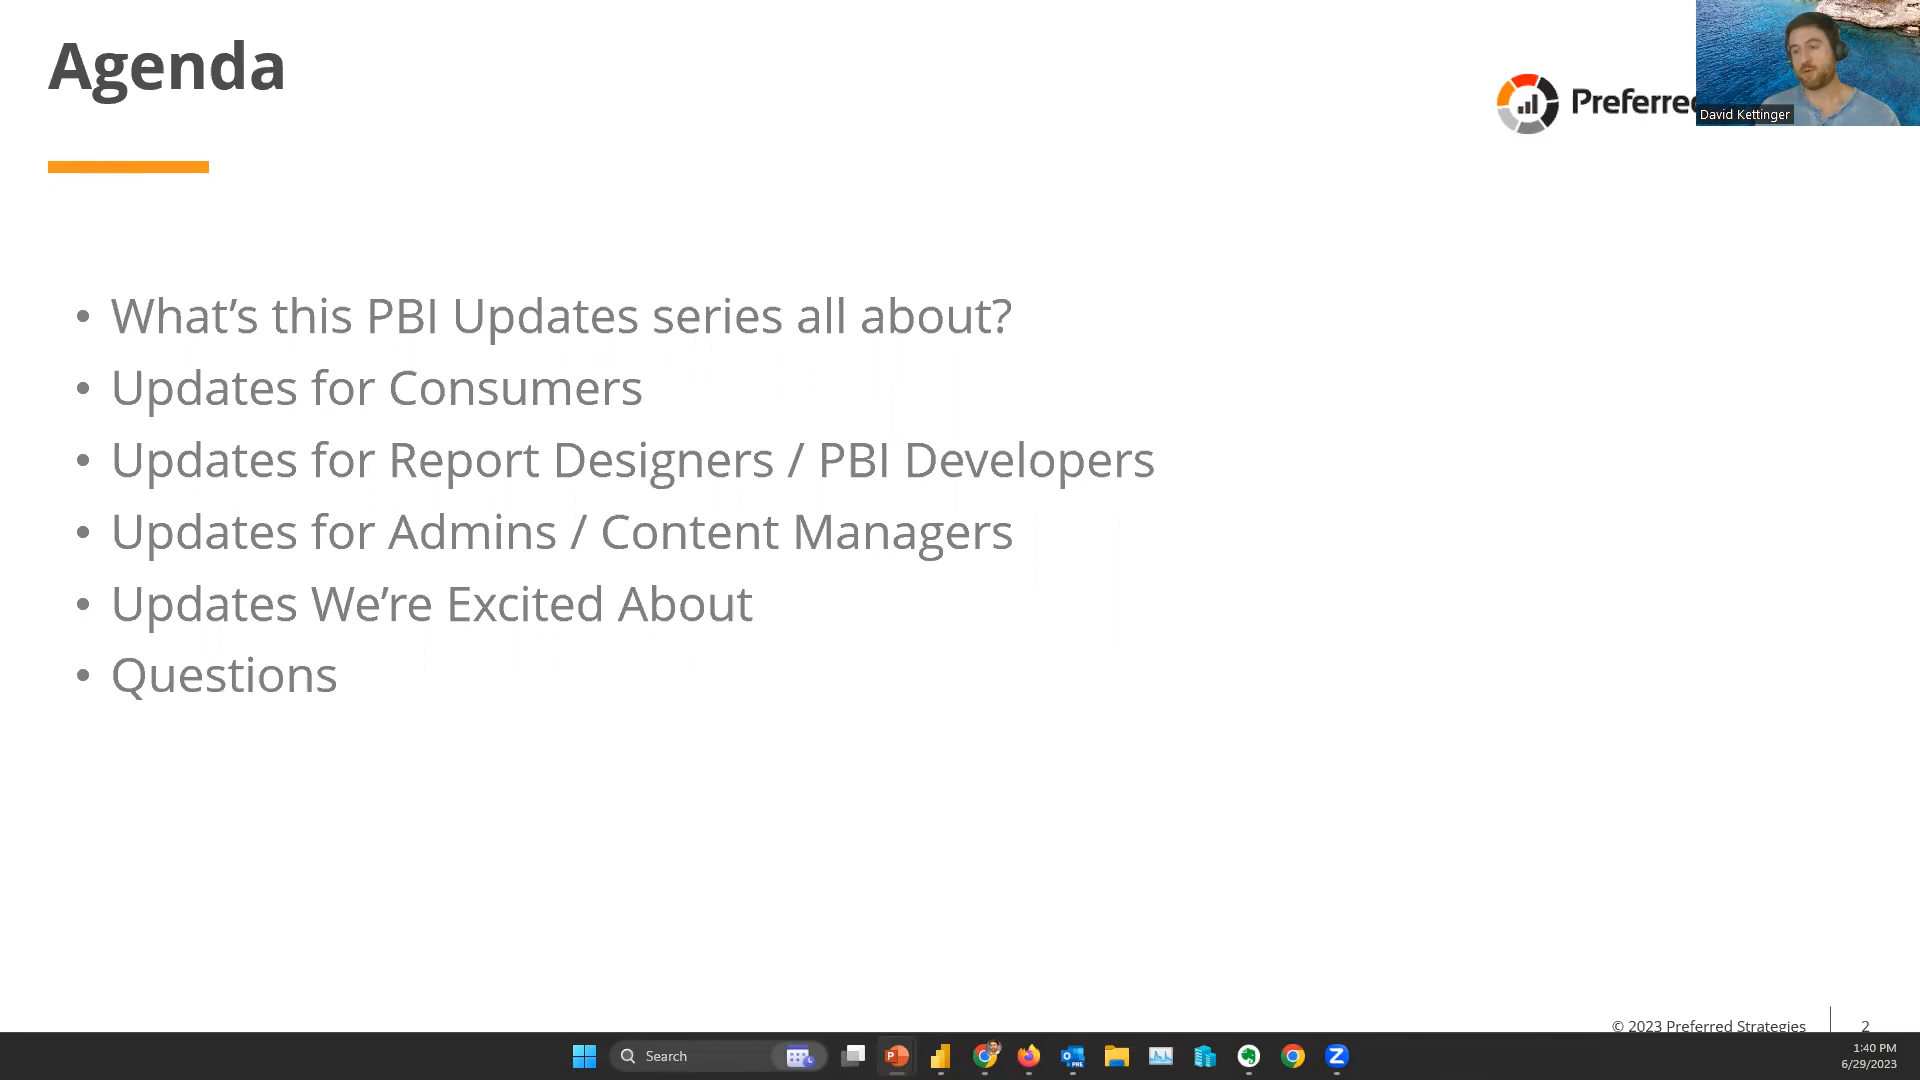 Agenda
Preferred
David Kettinger
• What’s this PBI Updates series all about?
• Updates for Consumers
• Updates for Report Designers / PBI Developers
• Updates for Admins / Content Managers
• Updates We’re Excited About
• Questions
© 2023 Preferred Strategies
2
Search
1:40 PM
6/29/2023